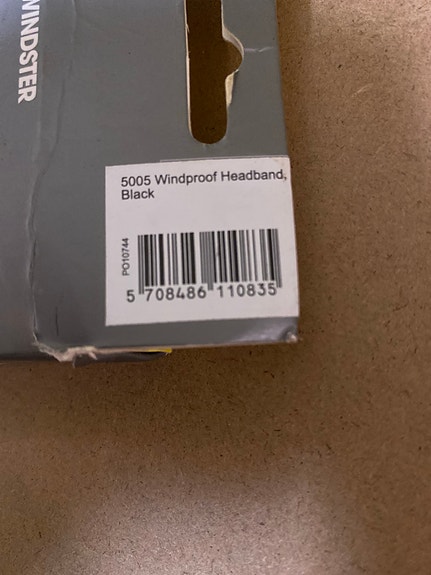 WINDSTER
5005 Windproof Headband,
Black
PO10744
5 708486 110835